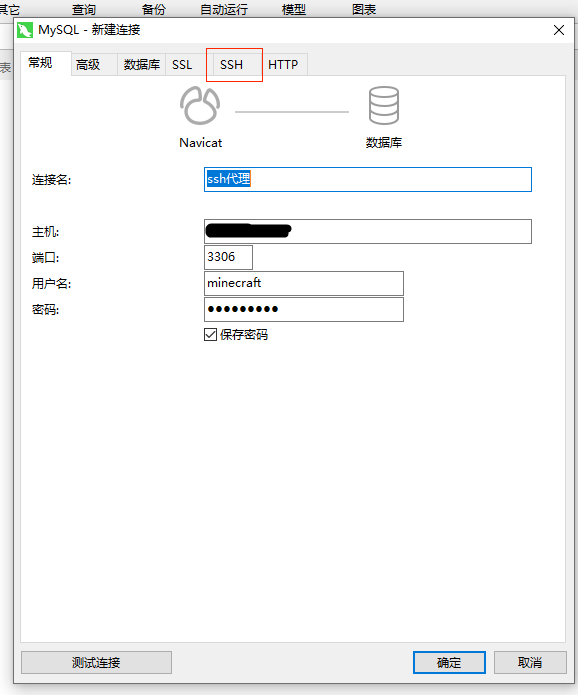 其它 查询 备份 自动运行 模型 图表
MySQL - 新建连接
表
常规 高级 数据库 SSL SSH HTTP
Navicat 数据库
连接名: ssh代理
主机:
端口: 3306
用户名: minecraft
密码: ●●●●●●●●●
保存密码
测试连接 确定 取消